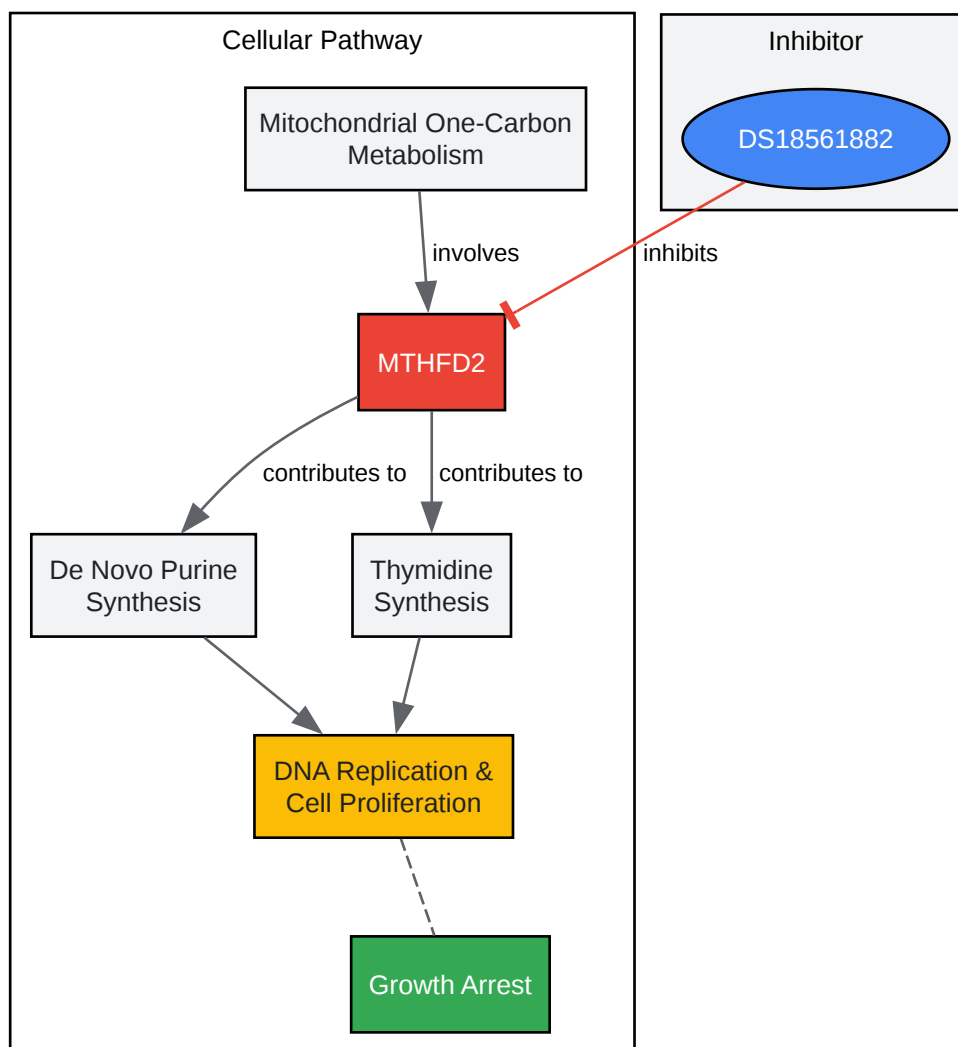 Cellular Pathway
Inhibitor
Mitochondrial One-Carbon
Metabolism
DS18561882
involves
inhibits
MTHFD2
contributes to
contributes to
De Novo Purine
Synthesis
Thymidine
Synthesis
DNA Replication &
Cell Proliferation
Growth Arrest